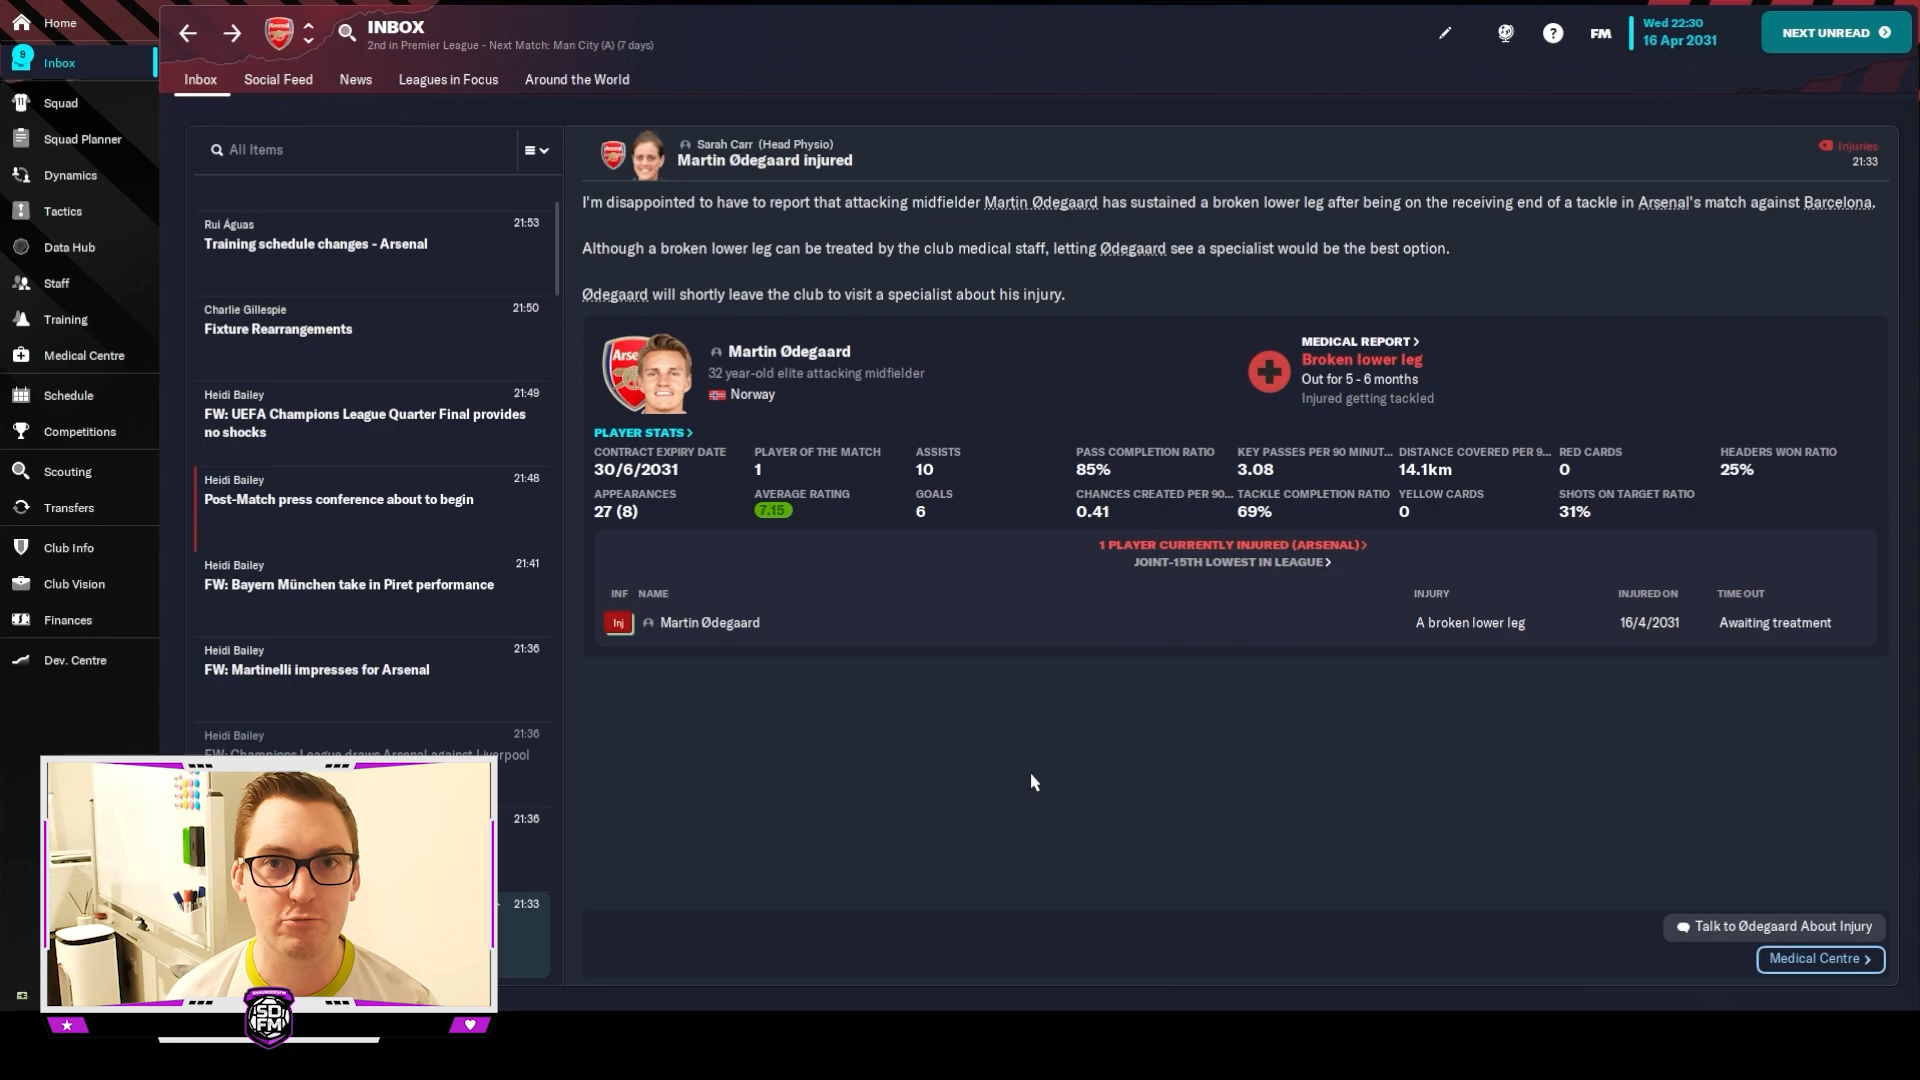 Home
9
Inbox
Squad
Squad Planner
Dynamics
Tactics
Data Hub
Staff
Training
Medical Centre
Schedule
Competitions
Scouting
Transfers
Club Info
Club Vision
Finances
Dev. Centre
INBOX
2nd in Premier League - Next Match: Man City (A) (7 days)
Inbox Social Feed News Leagues in Focus Around the World
? FM
Wed 22:30
16 Apr 2031
NEXT UNREAD
All Items
Rui Águas 21:53
Training schedule changes - Arsenal
Charlie Gillespie 21:50
Fixture Rearrangements
Heidi Bailey 21:49
FW: UEFA Champions League Quarter Final provides
no shocks
Heidi Bailey 21:48
Post-Match press conference about to begin
Heidi Bailey 21:41
FW: Bayern München take in Piret performance
Heidi Bailey 21:36
FW: Martinelli impresses for Arsenal
Heidi Bailey 21:36
FW: Champions League draws Arsenal against Liverpool
21:36
21:33
Sarah Carr (Head Physio)
Martin Ødegaard injured
Injuries
21:33
I'm disappointed to have to report that attacking midfielder Martin Ødegaard has sustained a broken lower leg after being on the receiving end of a tackle in Arsenal's match against Barcelona.
Although a broken lower leg can be treated by the club medical staff, letting Ødegaard see a specialist would be the best option.
Ødegaard will shortly leave the club to visit a specialist about his injury.
Martin Ødegaard
32 year-old elite attacking midfielder
Norway
MEDICAL REPORT >
Broken lower leg
Out for 5 - 6 months
Injured getting tackled
PLAYER STATS >
CONTRACT EXPIRY DATE PLAYER OF THE MATCH ASSISTS PASS COMPLETION RATIO KEY PASSES PER 90 MINUT... DISTANCE COVERED PER 9... RED CARDS HEADERS WON RATIO
30/6/2031 1 10 85% 3.08 14.1km 0 25%
APPEARANCES AVERAGE RATING GOALS CHANCES CREATED PER 90... TACKLE COMPLETION RATIO YELLOW CARDS SHOTS ON TARGET RATIO
27 (8) 7.15 6 0.41 69% 0 31%
1 PLAYER CURRENTLY INJURED (ARSENAL) >
JOINT-15TH LOWEST IN LEAGUE >
INF NAME INJURY INJURED ON TIME OUT
Inj Martin Ødegaard A broken lower leg 16/4/2031 Awaiting treatment
Talk to Ødegaard About Injury
Medical Centre >
SD
FM